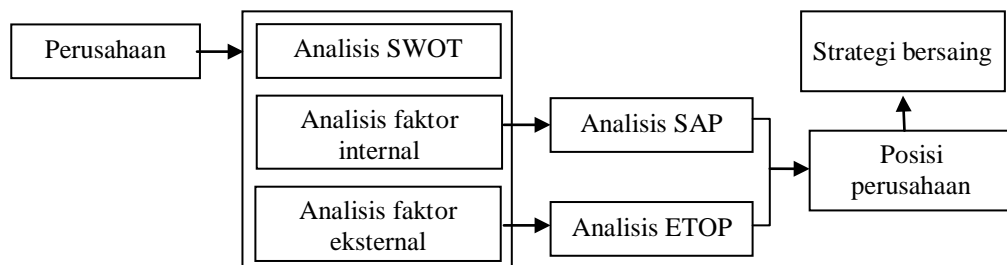 Perusahaan
Analisis SWOT
Analisis faktor
internal
Analisis faktor
eksternal
Analisis SAP
Analisis ETOP
Strategi bersaing
Posisi
perusahaan